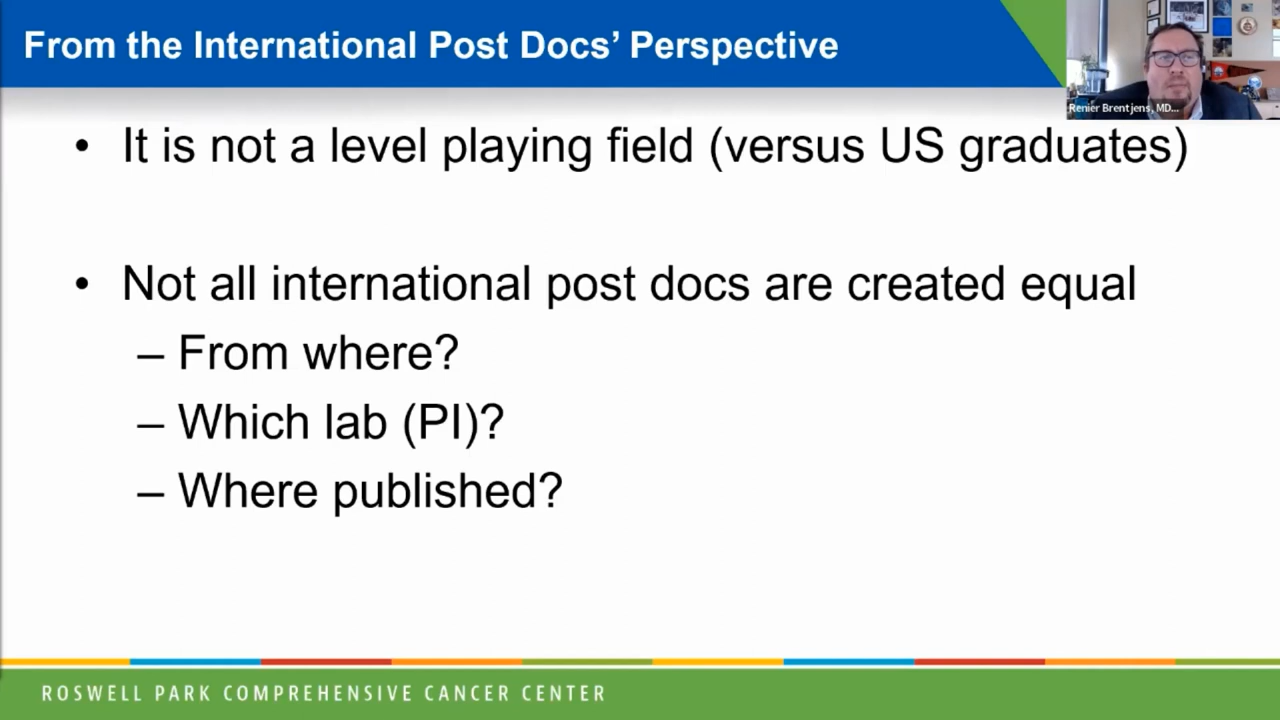 From the International Post Docs' Perspective
Renier Brentjens, MD...
• It is not a level playing field (versus US graduates)
• Not all international post docs are created equal
– From where?
– Which lab (PI)?
– Where published?
ROSWELL PARK COMPREHENSIVE CANCER CENTER